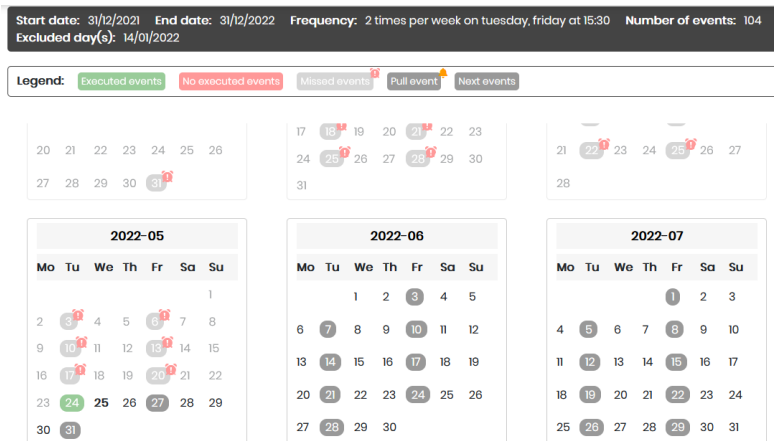 Start date: 31/12/2021 End date: 31/12/2022 Frequency: 2 times per week on tuesday, friday at 15:30 Number of events: 104
Excluded day(s): 14/01/2022
Legend: Executed events No executed events Missed events Pull event Next events
20 21 22 23 24 25 26
27 28 29 30 31
17 18 19 20 21 22 23
24 25 26 27 28 29 30
31
21 22 23 24 25 26 27
28
2022-05
Mo Tu We Th Fr Sa Su
1
2 3 4 5 6 7 8
9 10 11 12 13 14 15
16 17 18 19 20 21 22
23 24 25 26 27 28 29
30 31
2022-06
Mo Tu We Th Fr Sa Su
1 2 3 4 5
6 7 8 9 10 11 12
13 14 15 16 17 18 19
20 21 22 23 24 25 26
27 28 29 30
2022-07
Mo Tu We Th Fr Sa Su
1 2 3
4 5 6 7 8 9 10
11 12 13 14 15 16 17
18 19 20 21 22 23 24
25 26 27 28 29 30 31